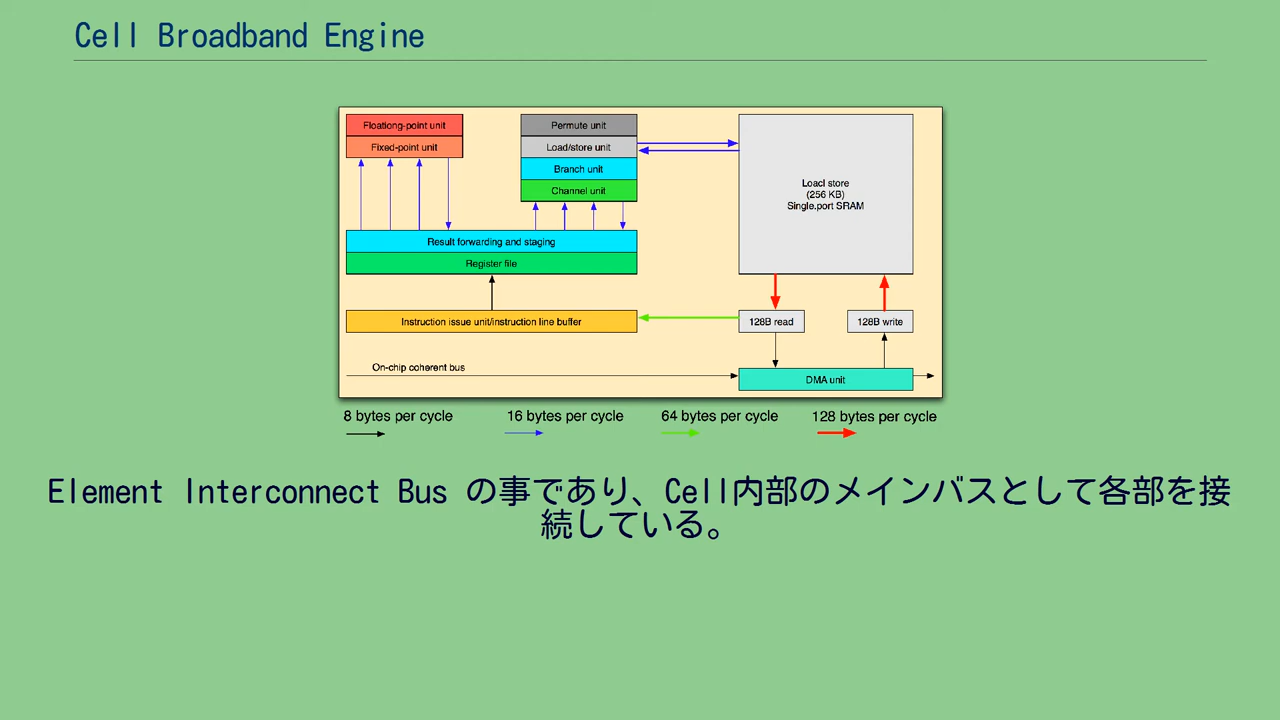 Cell Broadband Engine
Floationg-point unit
Fixed-point unit
Permute unit
Load/store unit
Branch unit
Channel unit
Loacl store
(256 KB)
Single.port SRAM
Result forwarding and staging
Register file
Instruction issue unit/instruction line buffer
128B read
128B write
On-chip coherent bus
DMA unit
8 bytes per cycle
16 bytes per cycle
64 bytes per cycle
128 bytes per cycle
Element Interconnect Bus の事であり、Cell内部のメインバスとして各部を接
続している。